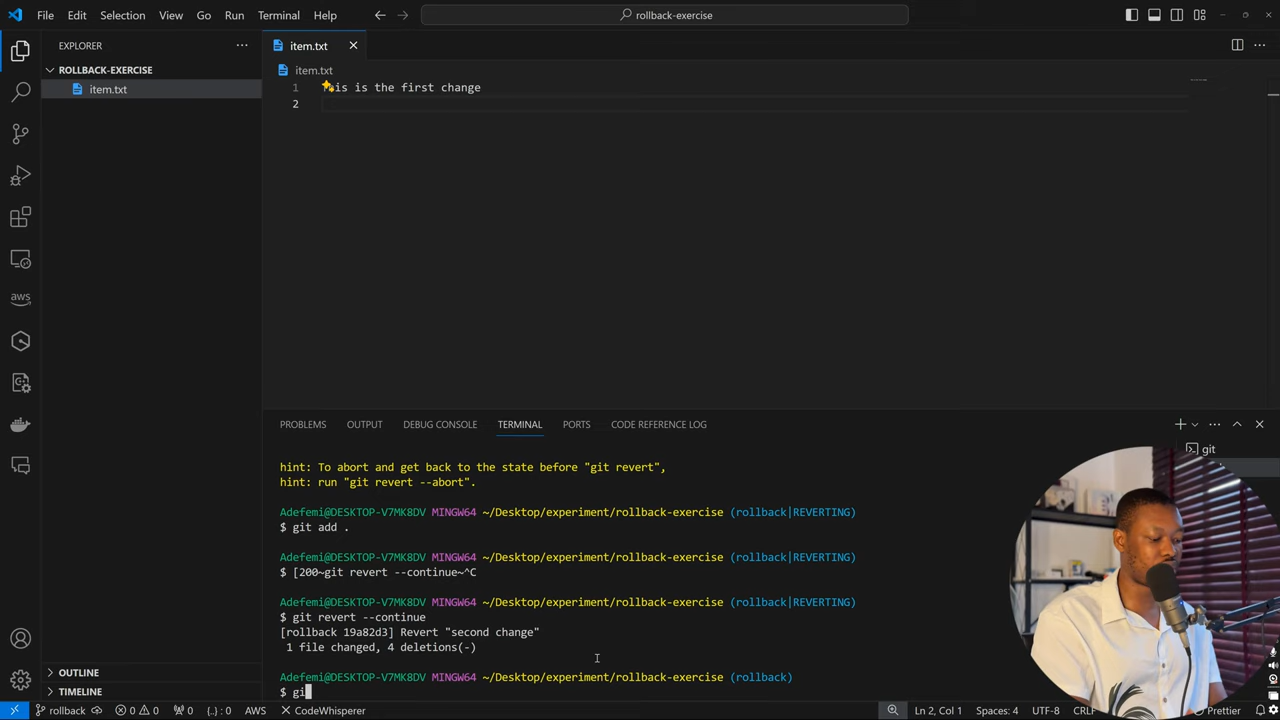 File Edit Selection View Go Run Terminal Help
rollback-exercise
EXPLORER
item.txt
ROLLBACK-EXERCISE
item.txt
item.txt
1 is is the first change
2
PROBLEMS OUTPUT DEBUG CONSOLE TERMINAL PORTS CODE REFERENCE LOG
git
hint: To abort and get back to the state before "git revert",
hint: run "git revert --abort".
Adefemi@DESKTOP-V7MK8DV MINGW64 ~/Desktop/experiment/rollback-exercise (rollback|REVERTING)
$ git add .
Adefemi@DESKTOP-V7MK8DV MINGW64 ~/Desktop/experiment/rollback-exercise (rollback|REVERTING)
$ [200~git revert --continue~^C
Adefemi@DESKTOP-V7MK8DV MINGW64 ~/Desktop/experiment/rollback-exercise (rollback|REVERTING)
$ git revert --continue
[rollback 19a82d3] Revert "second change"
1 file changed, 4 deletions(-)
Adefemi@DESKTOP-V7MK8DV MINGW64 ~/Desktop/experiment/rollback-exercise (rollback)
$ gi
aws
OUTLINE
TIMELINE
rollback 0 0 0 {..} : 0 AWS CodeWhisperer Ln 2, Col 1 Spaces: 4 UTF-8 CRLF Prettier